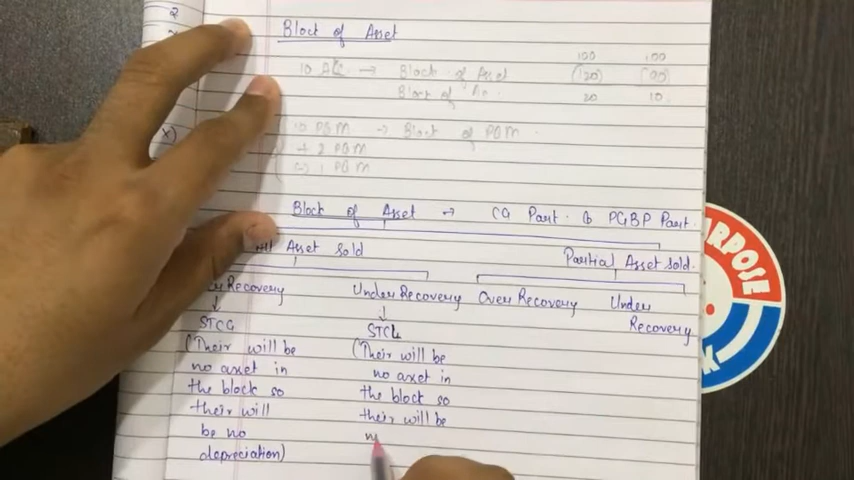 2
Block of Asset
100 100
10 A/c → Block of Asset (120) (90)
Block of 20 10
10 P&M → Block of P&M
+ 2 P&M
(-) 1 P&M
Block of Asset → CG Part. & PGBP Part.
Asset sold
Partial Asset sold.
Recovery Under Recovery Over Recovery Under
Recovery
↓ ↓
STCG STCL
(Their will be
no asset in
the block so
their will
be no
depreciation)
(Their will be
no asset in
the block so
their will be
RPOSE